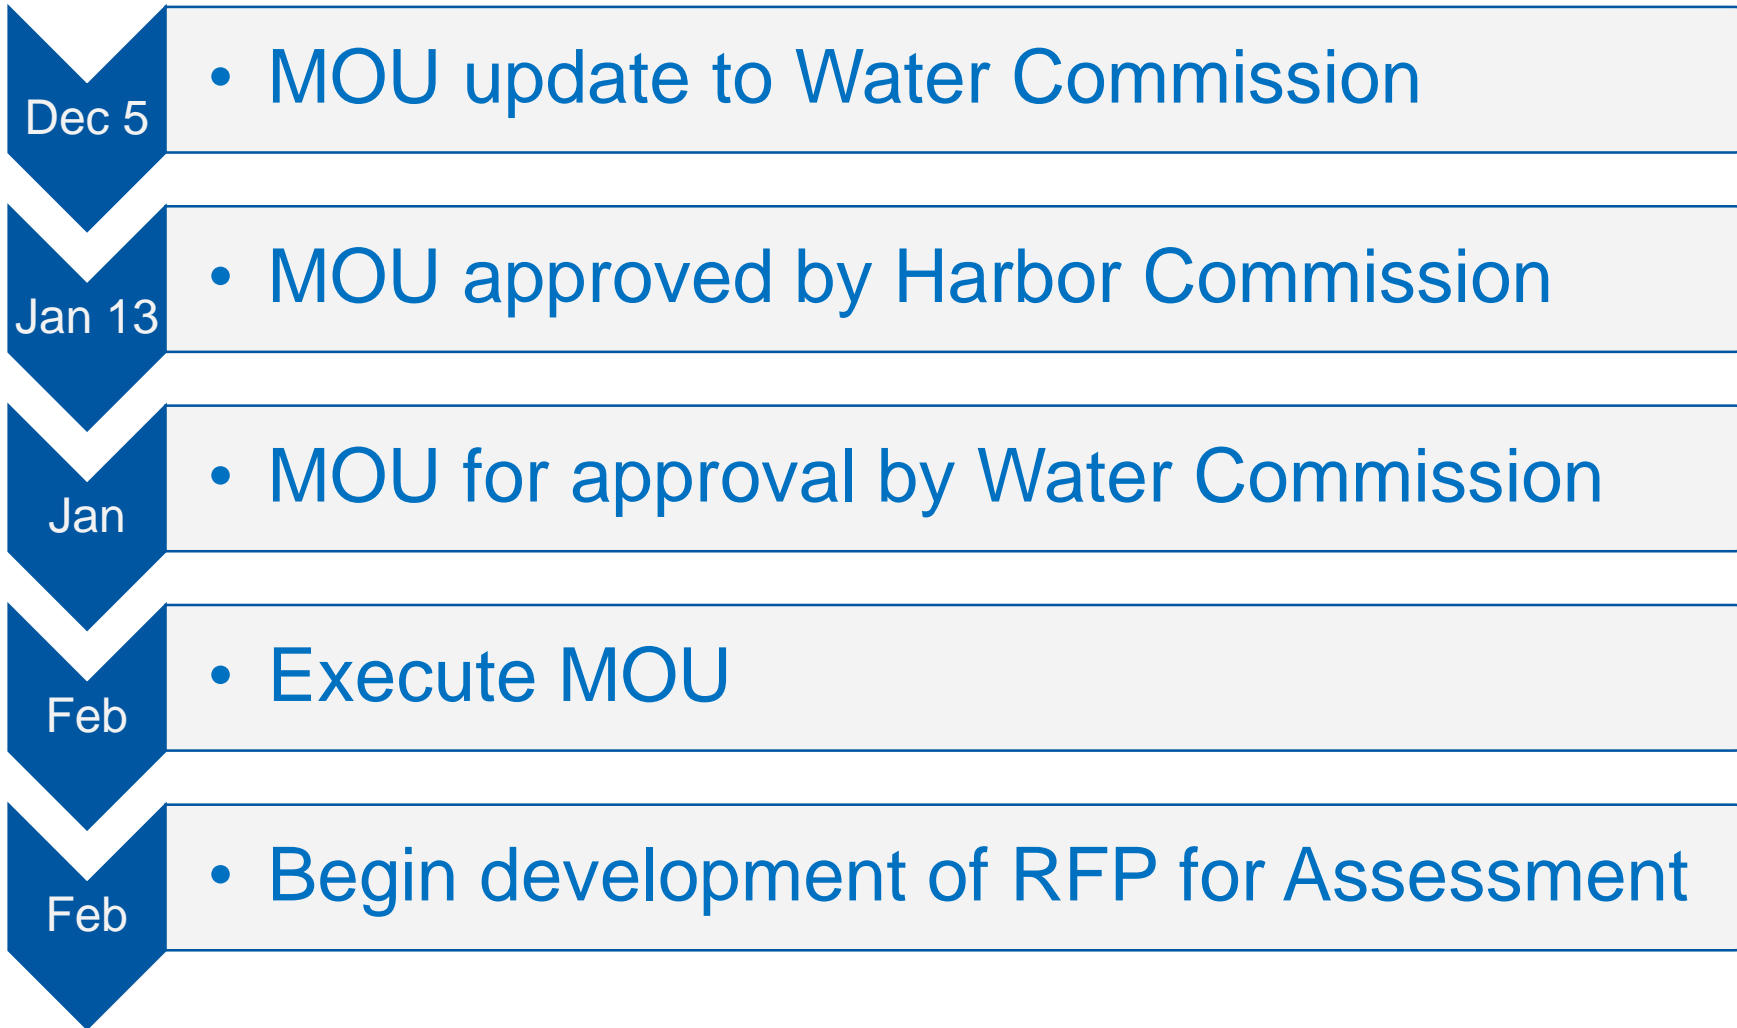 Dec 5
• MOU update to Water Commission
Jan 13
• MOU approved by Harbor Commission
Jan
• MOU for approval by Water Commission
Feb
• Execute MOU
Feb
• Begin development of RFP for Assessment